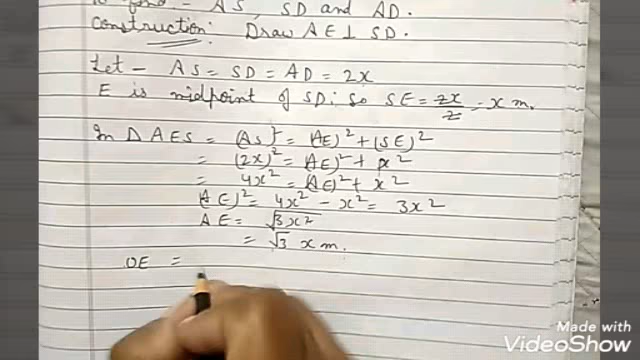 To find - AS, SD and AD.
Construction: Draw AE ⊥ SD.
Let - AS = SD = AD = 2x
E is midpoint of SD; so SE = 2x/2 = x m.
In D AES = (AS)² = (AE)² + (SE)²
= (2x)² = (AE)² + x²
= 4x² = (AE)² + x²
(AE)² = 4x² - x² = 3x²
AE = √3x²
= √3 x m.
OE =
Made with
VideoShow